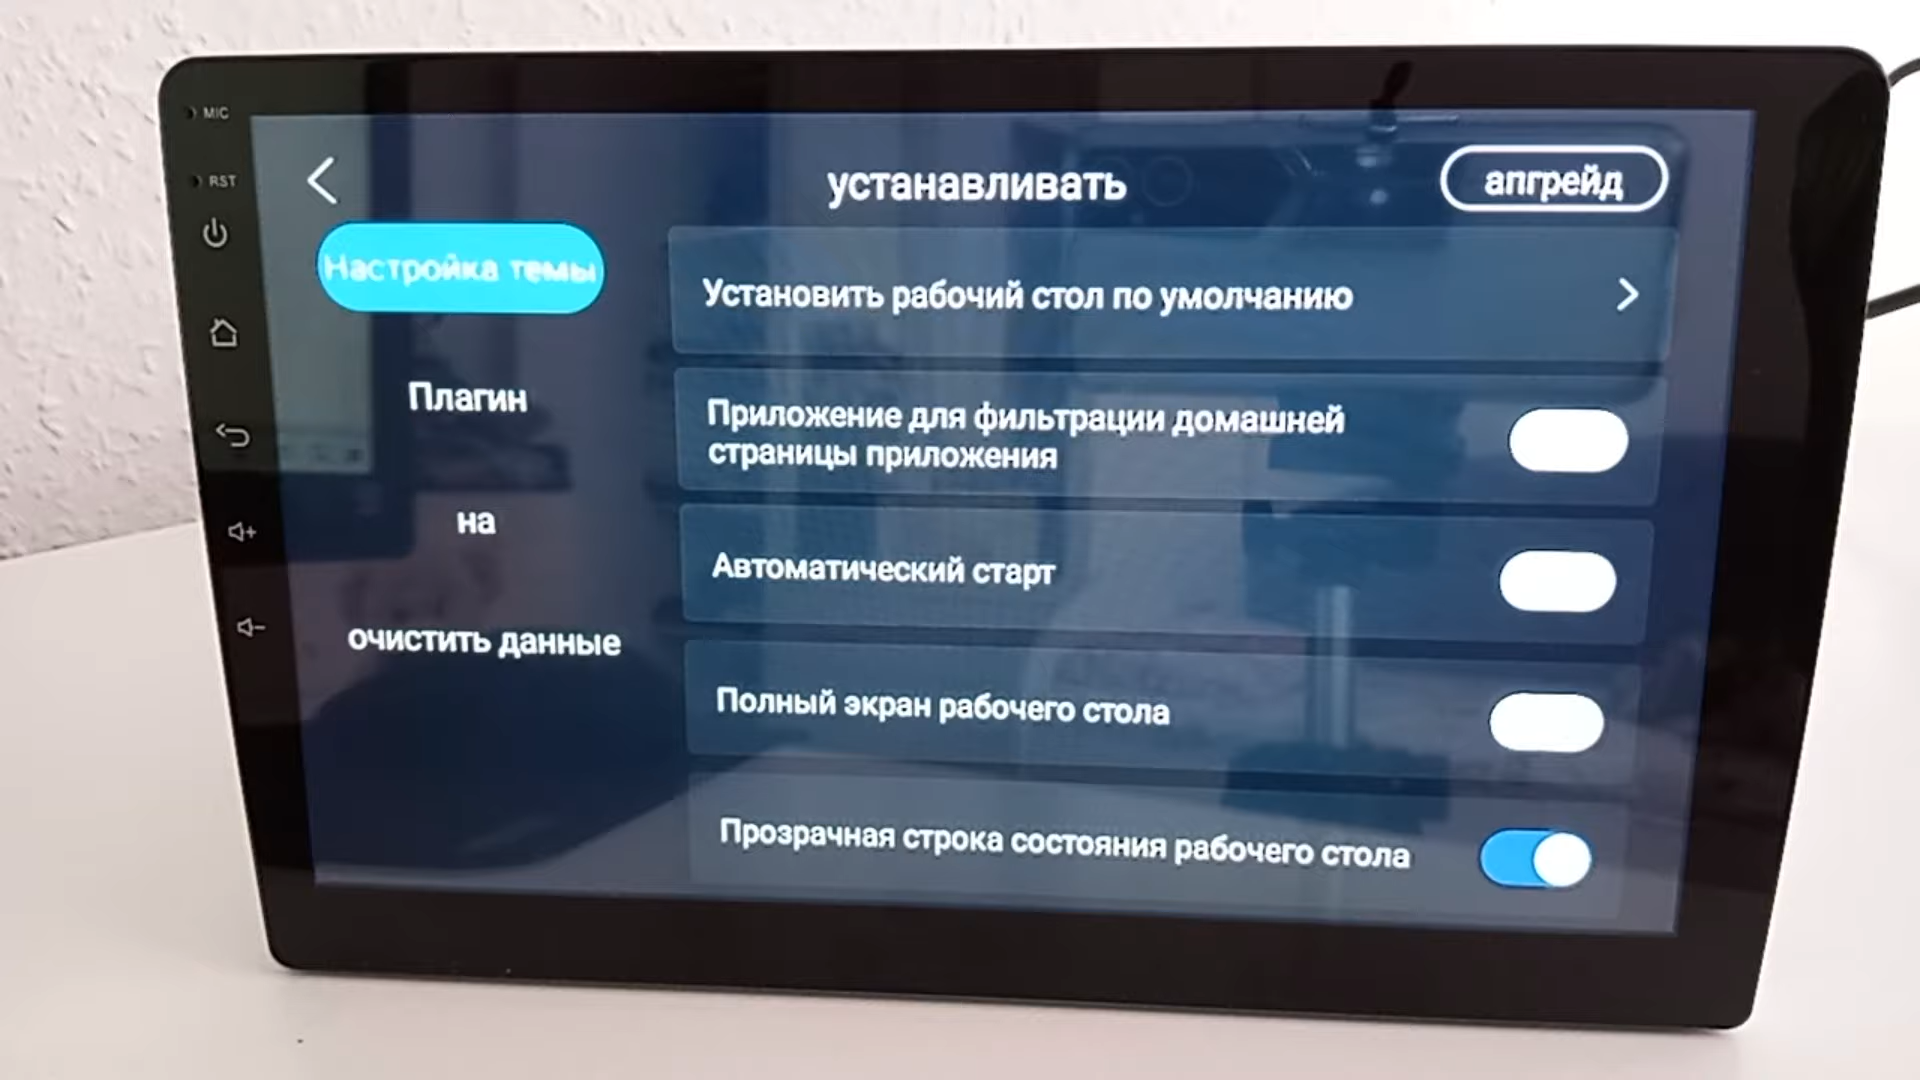 MIC
RST
устанавливать
апгрейд
Настройка темы
Плагин
на
очистить данные
Установить рабочий стол по умолчанию
Приложение для фильтрации домашней
страницы приложения
Автоматический старт
Полный экран рабочего стола
Прозрачная строка состояния рабочего стола